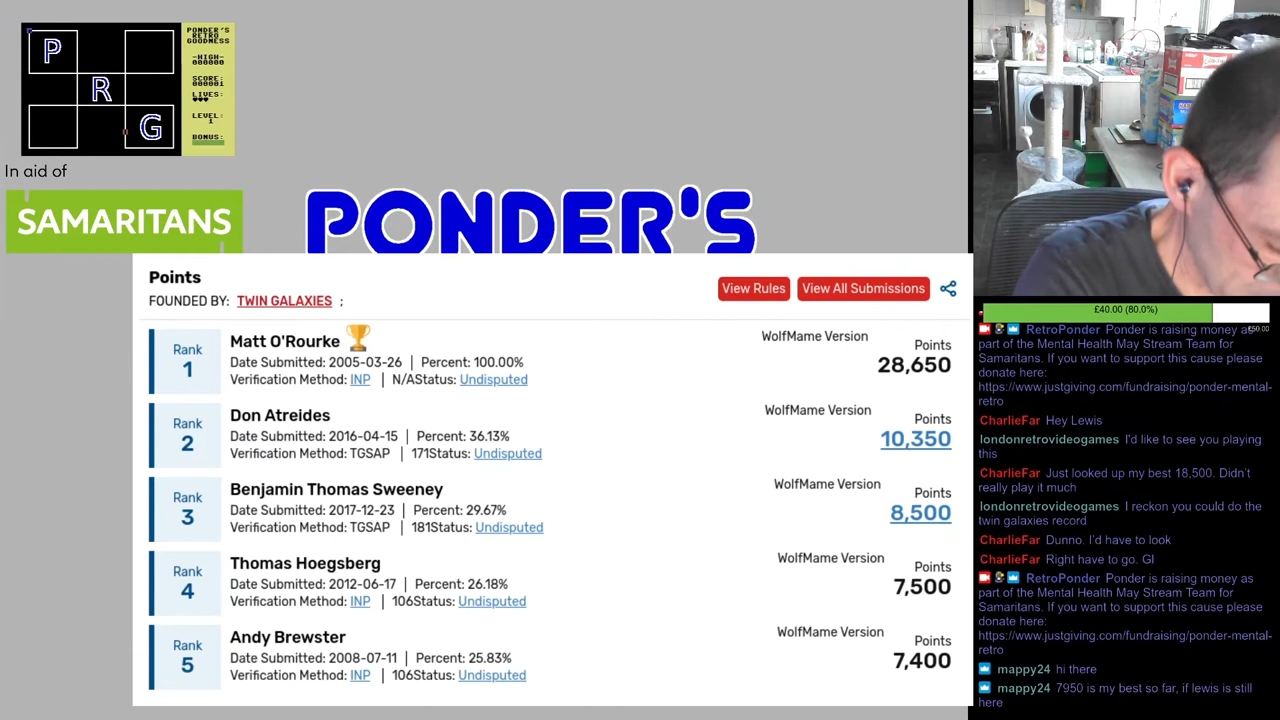 PONDER'S
RETRO
GOODNESS
-HIGH-
000000
SCORE:
000001
LIVES:
♥♥♥
LEVEL:
1
BONUS:
P
R
G
In aid of
SAMARITANS
PONDER'S
Points
FOUNDED BY: TWIN GALAXIES ;
View Rules
View All Submissions
Rank
1
Matt O'Rourke
Date Submitted: 2005-03-26 | Percent: 100.00%
Verification Method: INP | N/AStatus: Undisputed
WolfMame Version
Points
28,650
Rank
2
Don Atreides
Date Submitted: 2016-04-15 | Percent: 36.13%
Verification Method: TGSAP | 171Status: Undisputed
WolfMame Version
Points
10,350
Rank
3
Benjamin Thomas Sweeney
Date Submitted: 2017-12-23 | Percent: 29.67%
Verification Method: TGSAP | 181Status: Undisputed
WolfMame Version
Points
8,500
Rank
4
Thomas Hoegsberg
Date Submitted: 2012-06-17 | Percent: 26.18%
Verification Method: INP | 106Status: Undisputed
WolfMame Version
Points
7,500
Rank
5
Andy Brewster
Date Submitted: 2008-07-11 | Percent: 25.83%
Verification Method: INP | 106Status: Undisputed
WolfMame Version
Points
7,400
£40.00 (80.0%)
£50.00
RetroPonder Ponder is raising money as
part of the Mental Health May Stream Team for
Samaritans. If you want to support this cause please
donate here:
https://www.justgiving.com/fundraising/ponder-mental-
retro
CharlieFar Hey Lewis
londonretrovideogames I'd like to see you playing
this
CharlieFar Just looked up my best 18,500. Didn't
really play it much
londonretrovideogames I reckon you could do the
twin galaxies record
CharlieFar Dunno. I'd have to look
CharlieFar Right have to go. Gl
RetroPonder Ponder is raising money as
part of the Mental Health May Stream Team for
Samaritans. If you want to support this cause please
donate here:
https://www.justgiving.com/fundraising/ponder-mental-
retro
mappy24 hi there
mappy24 7950 is my best so far, if lewis is still
here